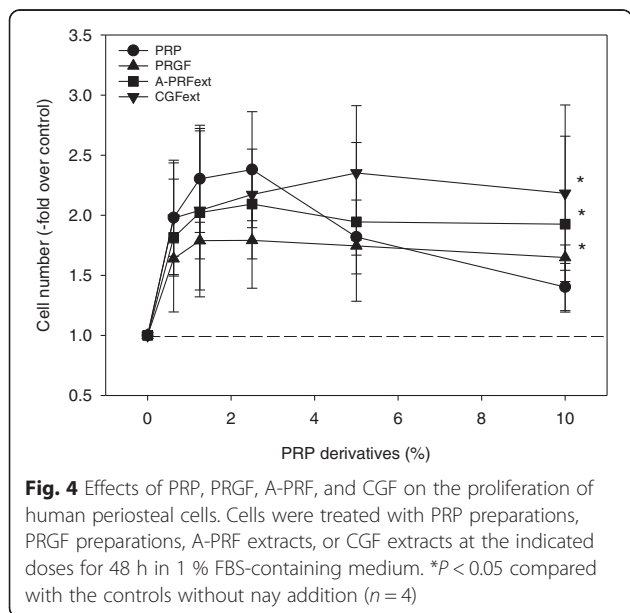 4.0
3.5
3.0
2.5
2.0
1.5
1.0
0.5
Cell number (-fold over control)
PRP
PRGF
A-PRFext
CGFext
*
*
*
0 2 4 6 8 10
PRP derivatives (%)
Fig. 4 Effects of PRP, PRGF, A-PRF, and CGF on the proliferation of
human periosteal cells. Cells were treated with PRP preparations,
PRGF preparations, A-PRF extracts, or CGF extracts at the indicated
doses for 48 h in 1 % FBS-containing medium. *P < 0.05 compared
with the controls without nay addition (n = 4)